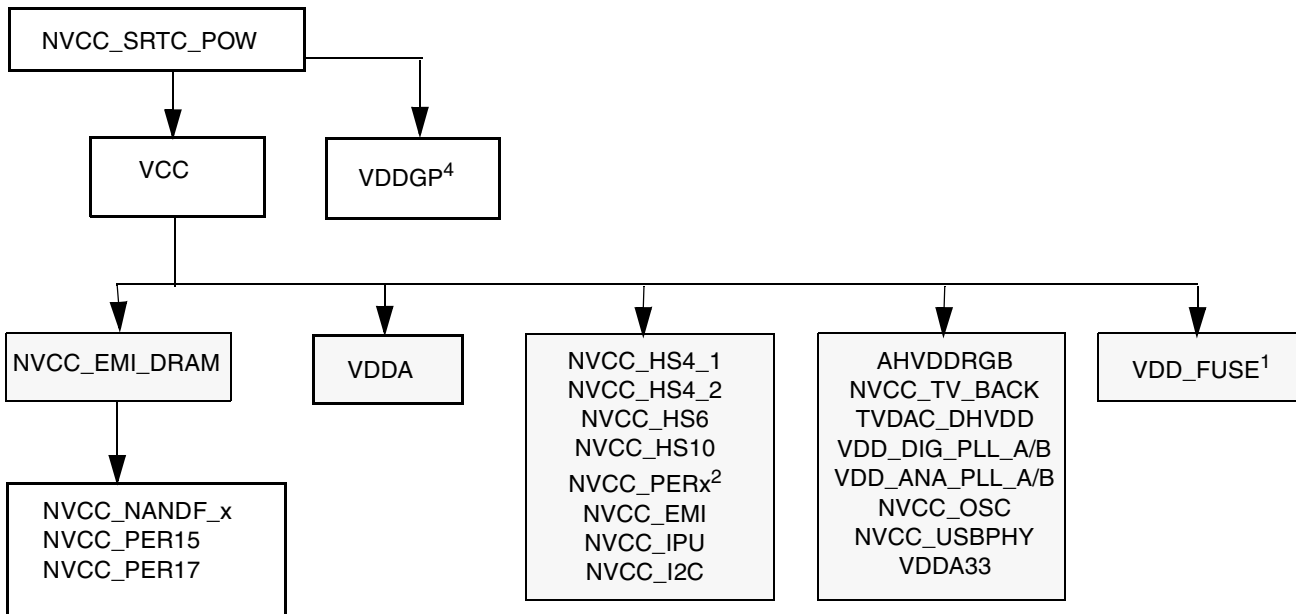 NVCC_SRTC_POW
VCC
VDDGP⁴
NVCC_EMI_DRAM
VDDA
NVCC_HS4_1
NVCC_HS4_2
NVCC_HS6
NVCC_HS10
NVCC_PERx²
NVCC_EMI
NVCC_IPU
NVCC_I2C
AHVDDRGB
NVCC_TV_BACK
TVDAC_DHVDD
VDD_DIG_PLL_A/B
VDD_ANA_PLL_A/B
NVCC_OSC
NVCC_USBPHY
VDDA33
VDD_FUSE¹
NVCC_NANDF_x
NVCC_PER15
NVCC_PER17